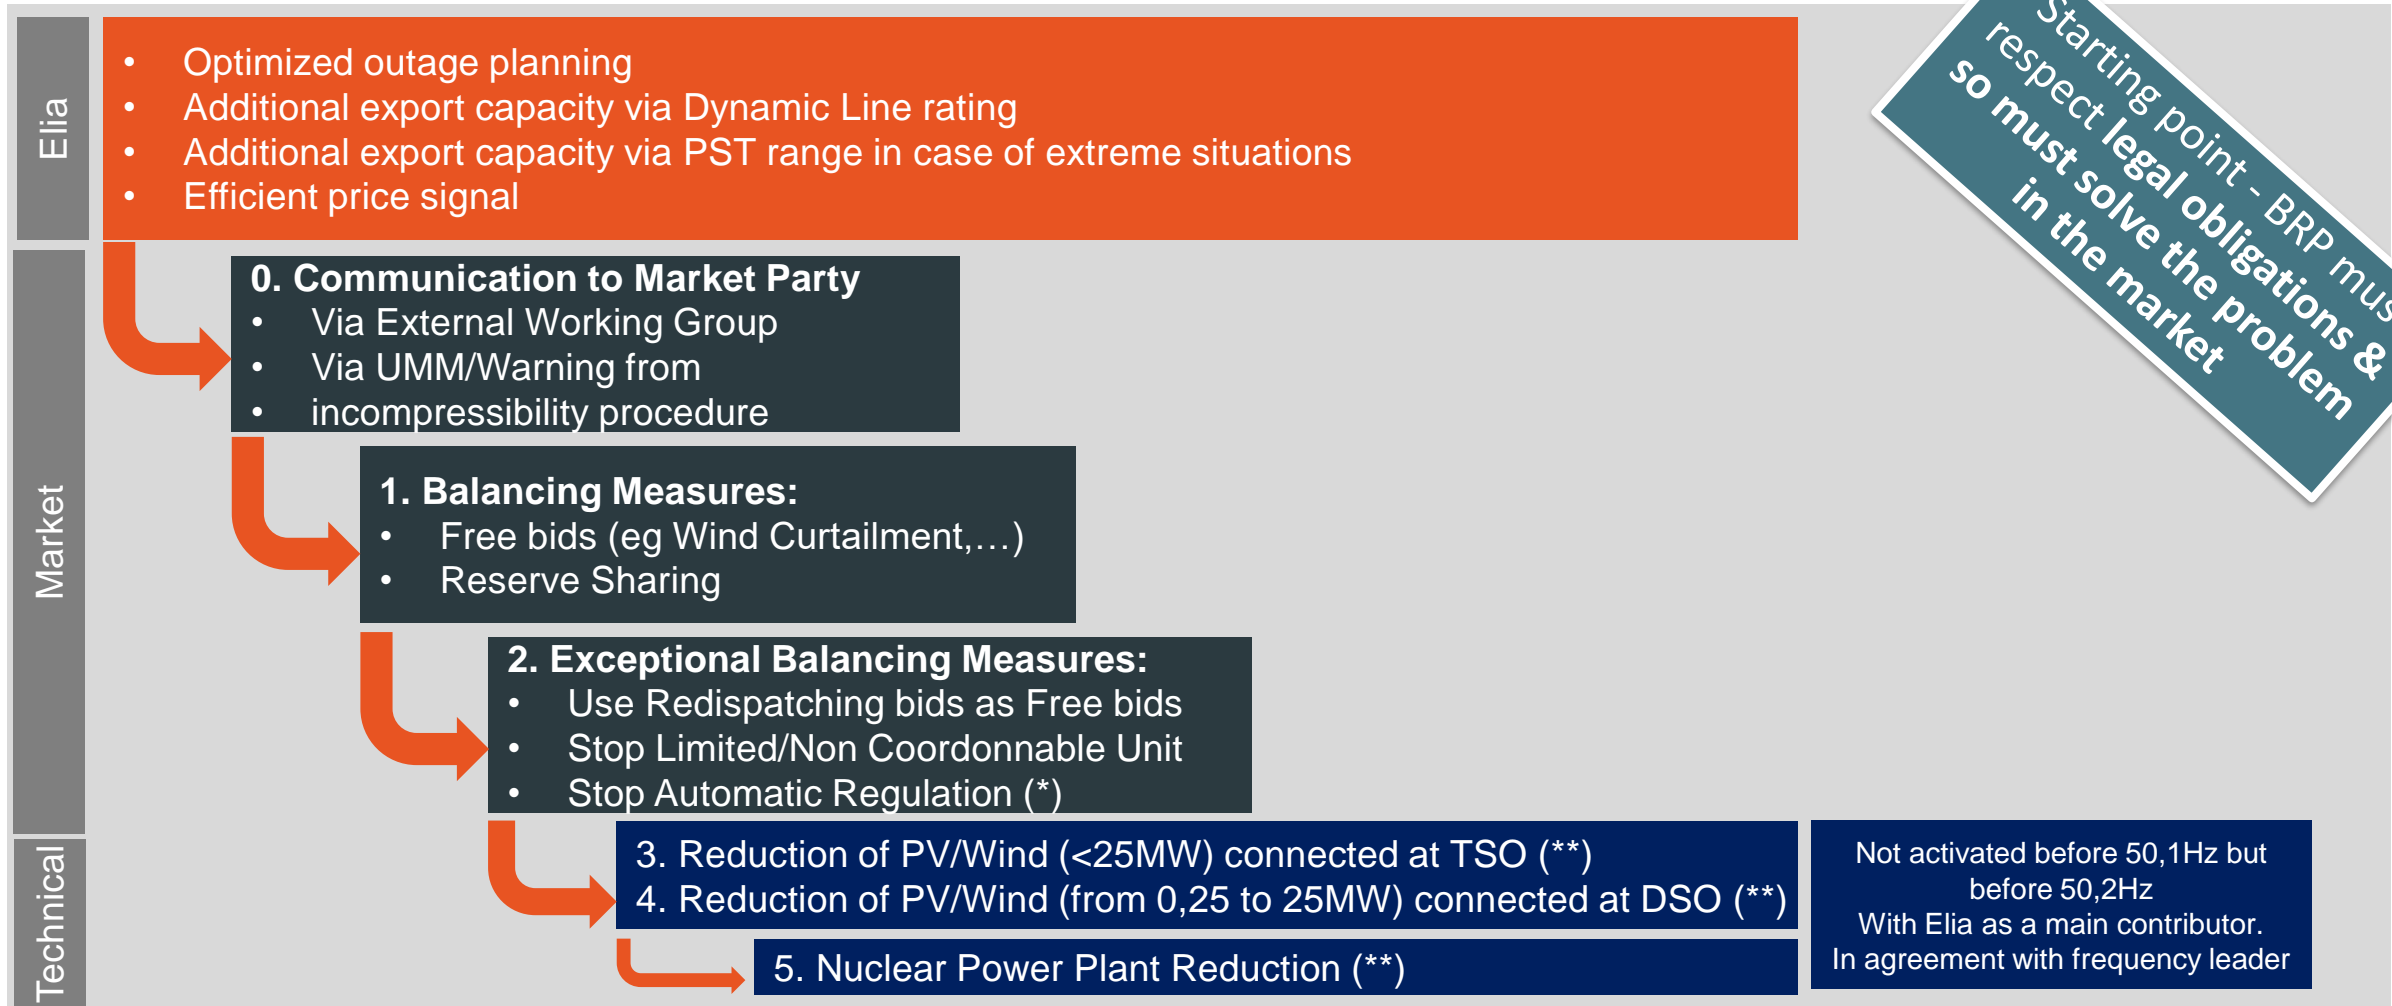 Elia
• Optimized outage planning
• Additional export capacity via Dynamic Line rating
• Additional export capacity via PST range in case of extreme situations
• Efficient price signal
Starting point - BRP mus
respect legal obligations &
so must solve the problem
in the market
Market
0. Communication to Market Party
• Via External Working Group
• Via UMM/Warning from
• incompressibility procedure
1. Balancing Measures:
• Free bids (eg Wind Curtailment,…)
• Reserve Sharing
2. Exceptional Balancing Measures:
• Use Redispatching bids as Free bids
• Stop Limited/Non Coordonnable Unit
• Stop Automatic Regulation (*)
Technical
3. Reduction of PV/Wind (<25MW) connected at TSO (**)
4. Reduction of PV/Wind (from 0,25 to 25MW) connected at DSO (**)
5. Nuclear Power Plant Reduction (**)
Not activated before 50,1Hz but
before 50,2Hz
With Elia as a main contributor.
In agreement with frequency leader